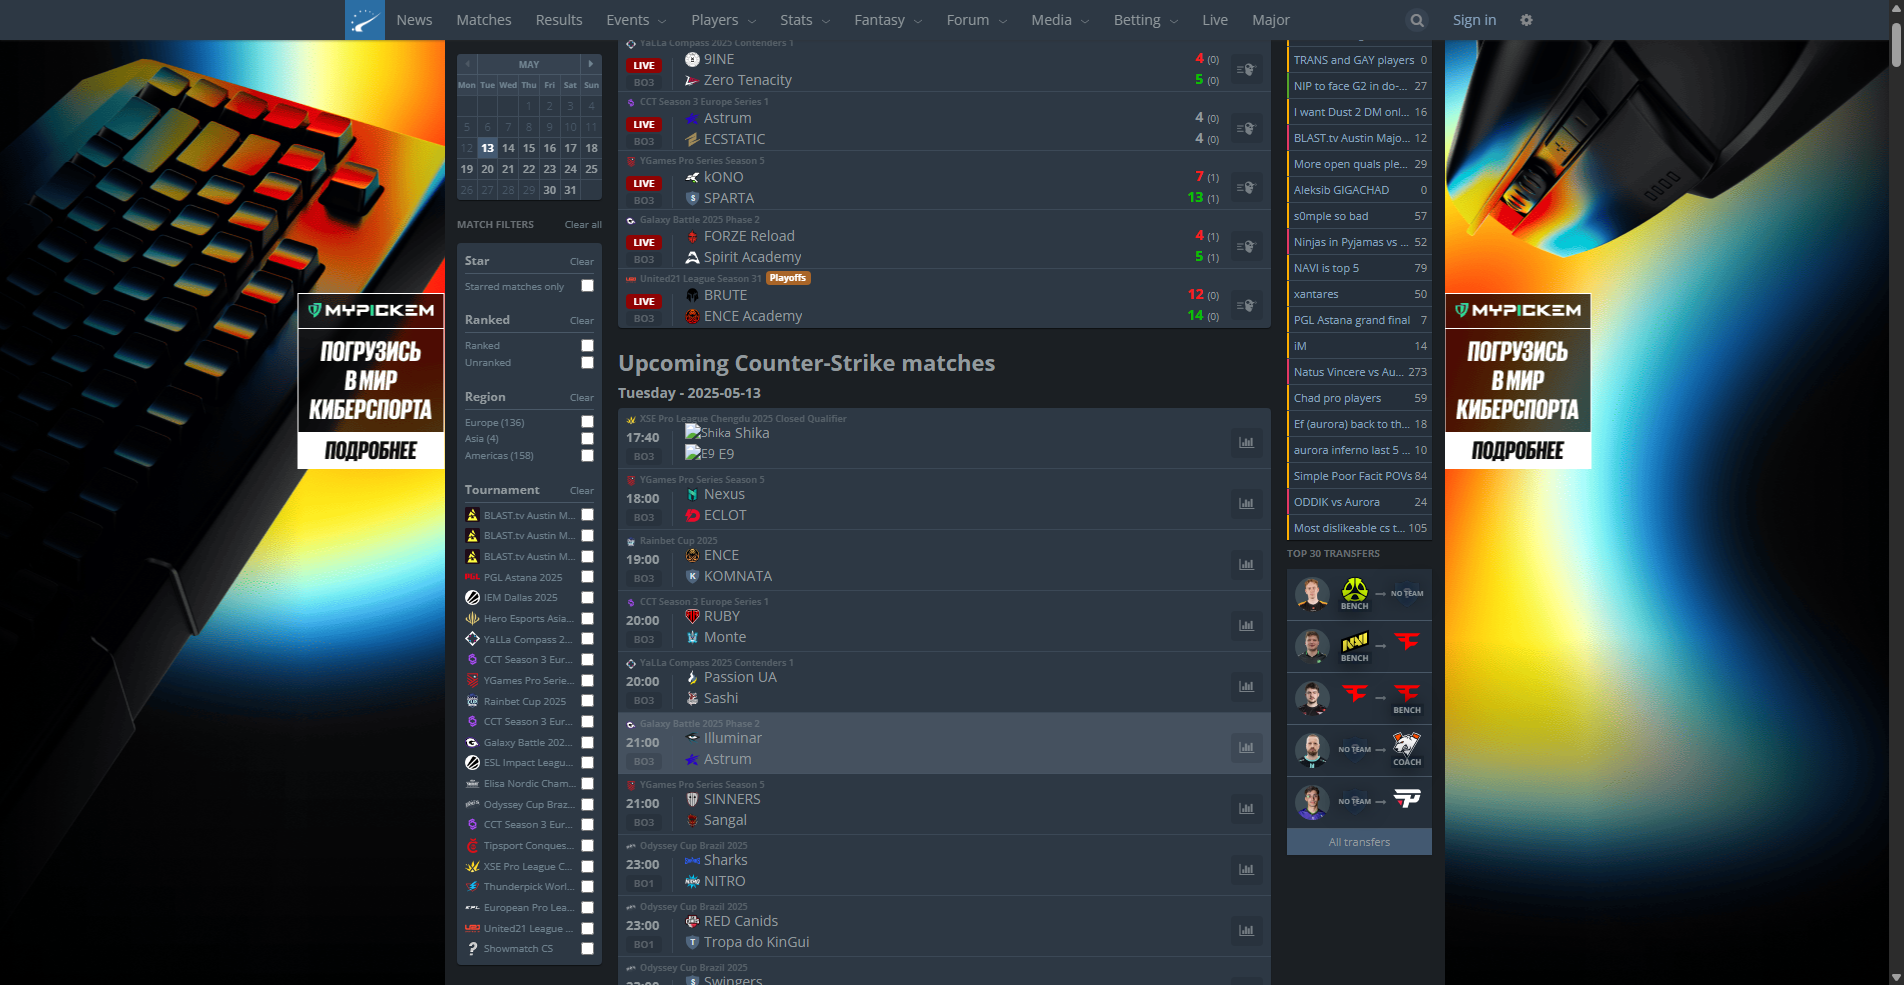 News
Matches
Results
Events
Players
Stats
Fantasy
Forum
Media
Betting
Live
Major
Sign in
MAY
Mon Tue Wed Thu Fri Sat Sun
1 2 3 4
5 6 7 8 9 10 11
12 13 14 15 16 17 18
19 20 21 22 23 24 25
26 27 28 29 30 31
MATCH FILTERS
Clear all
Star
Clear
Starred matches only
Ranked
Clear
Ranked
Unranked
Region
Clear
Europe (136)
Asia (4)
Americas (158)
Tournament
Clear
BLAST.tv Austin M...
BLAST.tv Austin M...
BLAST.tv Austin M...
PGL Astana 2025
IEM Dallas 2025
Hero Esports Asia...
YaLLa Compass 2...
CCT Season 3 Eur...
YGames Pro Serie...
Rainbet Cup 2025
CCT Season 3 Eur...
Galaxy Battle 202...
ESL Impact Leagu...
Elisa Nordic Cham...
Odyssey Cup Braz...
CCT Season 3 Eur...
Tipsport Conques...
XSE Pro League C...
Thunderpick Worl...
European Pro Lea...
United21 League ...
Showmatch CS
YaLLa Compass 2025 Contenders 1
LIVE
BO3
9INE
4 (0)
Zero Tenacity
5 (0)
CCT Season 3 Europe Series 1
LIVE
BO3
Astrum
4 (0)
ECSTATIC
4 (0)
YGames Pro Series Season 5
LIVE
BO3
kONO
7 (1)
SPARTA
13 (1)
Galaxy Battle 2025 Phase 2
LIVE
BO3
FORZE Reload
4 (1)
Spirit Academy
5 (1)
United21 League Season 31
Playoffs
LIVE
BO3
BRUTE
12 (0)
ENCE Academy
14 (0)
Upcoming Counter-Strike matches
Tuesday - 2025-05-13
XSE Pro League Chengdu 2025 Closed Qualifier
17:40
BO3
Shika Shika
E9 E9
YGames Pro Series Season 5
18:00
BO3
Nexus
ECLOT
Rainbet Cup 2025
19:00
BO3
ENCE
KOMNATA
CCT Season 3 Europe Series 1
20:00
BO3
RUBY
Monte
YaLLa Compass 2025 Contenders 1
20:00
BO3
Passion UA
Sashi
Galaxy Battle 2025 Phase 2
21:00
BO3
Illuminar
Astrum
YGames Pro Series Season 5
21:00
BO3
SINNERS
Sangal
Odyssey Cup Brazil 2025
23:00
BO1
Sharks
NITRO
Odyssey Cup Brazil 2025
23:00
BO1
RED Canids
Tropa do KinGui
Odyssey Cup Brazil 2025
23:00
Swingers
TRANS and GAY players 0
NIP to face G2 in do-... 27
I want Dust 2 DM onl... 16
BLAST.tv Austin Majo... 12
More open quals ple... 29
Aleksib GIGACHAD 0
s0mple so bad 57
Ninjas in Pyjamas vs ... 52
NAVI is top 5 79
xantares 50
PGL Astana grand final 7
iM 14
Natus Vincere vs Au... 273
Chad pro players 59
Ef (aurora) back to th... 18
aurora inferno last 5 ... 10
Simple Poor Facit POVs 84
ODDIK vs Aurora 24
Most dislikeable cs t... 105
TOP 30 TRANSFERS
BENCH
NO TEAM
NAVI
BENCH
BENCH
NO TEAM
COACH
NO TEAM
All transfers
MYPICKEM
ПОГРУЗИСЬ
В МИР
КИБЕРСПОРТА
ПОДРОБНЕЕ
MYPICKEM
ПОГРУЗИСЬ
В МИР
КИБЕРСПОРТА
ПОДРОБНЕЕ